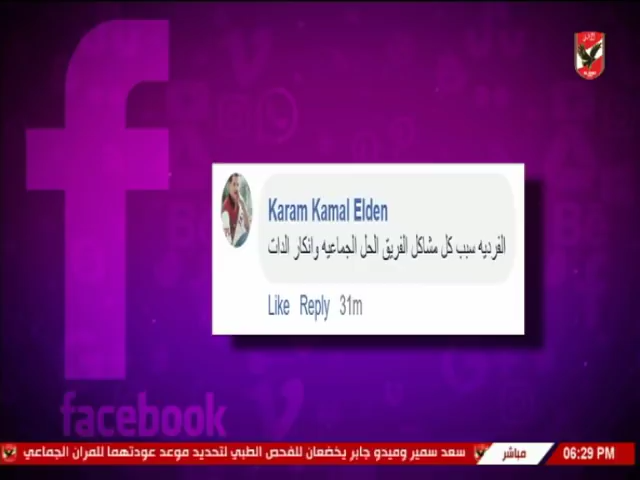 facebook
Karam Kamal Elden
الفرديه سبب كل مشاكل الفريق الحل الجماعيه وانكار الدات
Like Reply 31m
سعد سمير وميدو جابر يخضعان للفحص الطبي لتحديد موعد عودتهما للمران الجماعي
مباشر
06:29 PM